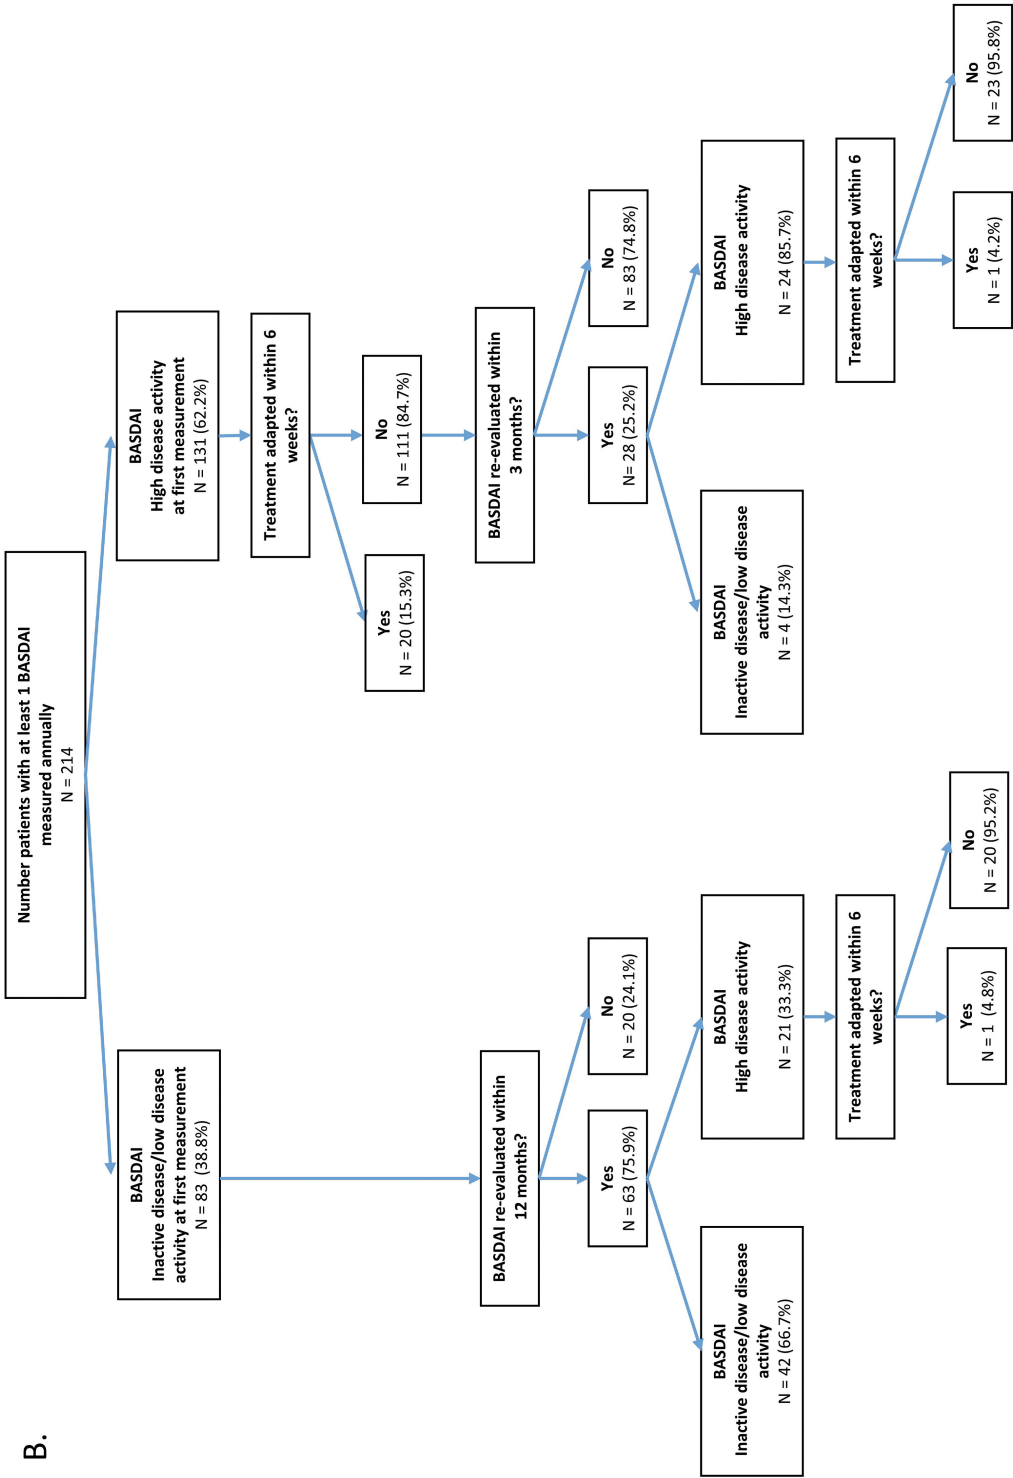 B.
Number patients with at least 1 BASDAI
measured annually
N = 214
BASDAI
Inactive disease/low disease
activity at first measurement
N = 83  (38.8%)
BASDAI
High disease activity
at first measurement
N = 131 (62.2%)
Treatment adapted within 6
weeks?
Yes
N = 20 (15.3%)
No
N = 111 (84.7%)
BASDAI re-evaluated within
12 months?
BASDAI re-evaluated within
3 months?
Yes
N = 63 (75.9%)
No
N = 20 (24.1%)
Yes
N= 28 (25.2%)
No
N = 83 (74.8%)
BASDAI
Inactive disease/low disease
activity
N = 42 (66.7%)
BASDAI
High disease activity
N = 21 (33.3%)
BASDAI
Inactive disease/low disease
activity
N = 4 (14.3%)
BASDAI
High disease activity
N = 24 (85.7%)
Treatment adapted within 6
weeks?
Treatment adapted within 6
weeks?
Yes
N = 1  (4.8%)
No
N = 20 (95.2%)
Yes
N = 1 (4.2%)
No
N = 23 (95.8%)